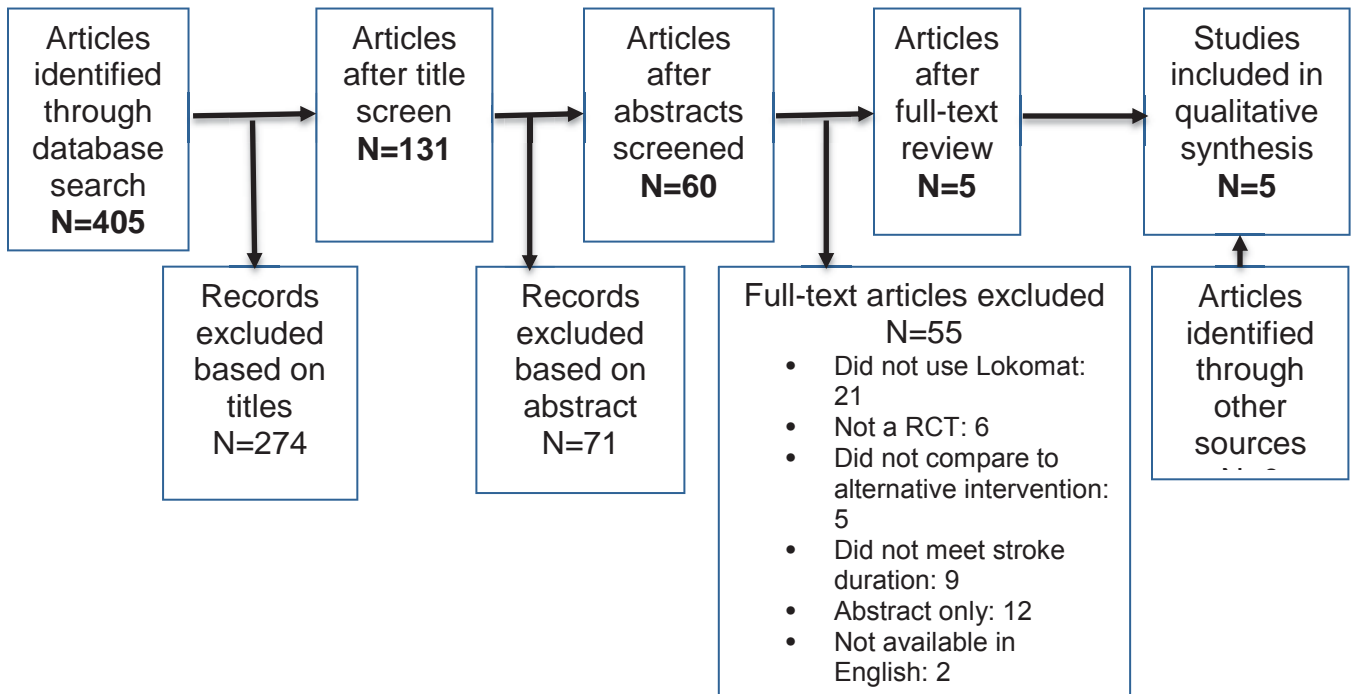 Articles
identified
through
database
search
N=405
Articles
after title
screen
N=131
Articles
after
abstracts
screened
N=60
Articles
after
full-text
review
N=5
Studies
included in
qualitative
synthesis
N=5
Records
excluded
based on
titles
N=274
Records
excluded
based on
abstract
N=71
Full-text articles excluded
N=55
• Did not use Lokomat:
21
• Not a RCT: 6
• Did not compare to
alternative intervention:
5
• Did not meet stroke
duration: 9
• Abstract only: 12
• Not available in
English: 2
Articles
identified
through
other
sources